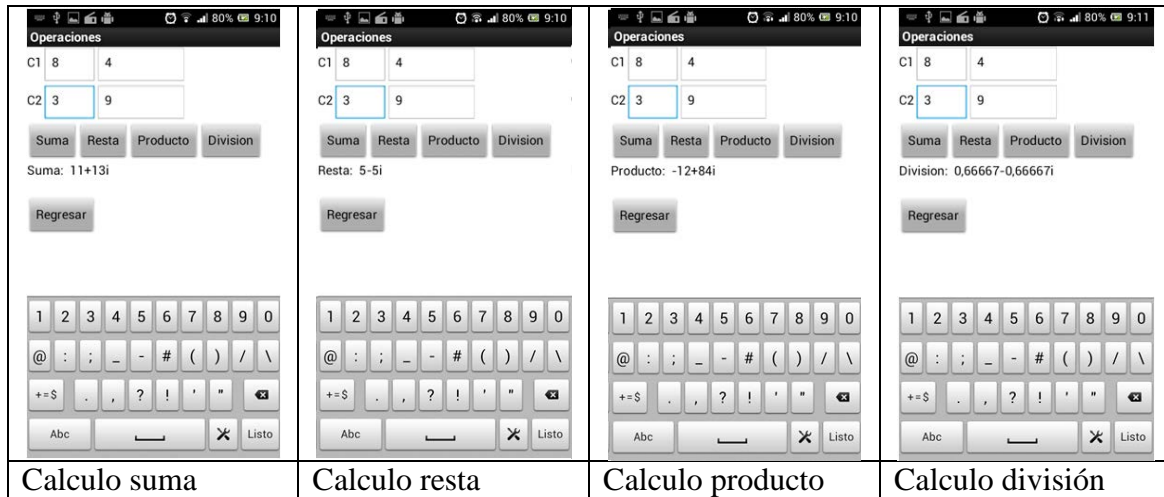 80% 9:10
Operaciones
C1 8 4
C2 3 9
Suma Resta Producto Division
Suma: 11+13i
Regresar
1 2 3 4 5 6 7 8 9 0
@ : ; _ - # ( ) / \
+=$ . , ? ! ' "
Abc Listo
Calculo suma
80% 9:10
Operaciones
C1 8 4
C2 3 9
Suma Resta Producto Division
Resta: 5-5i
Regresar
1 2 3 4 5 6 7 8 9 0
@ : ; _ - # ( ) / \
+=$ . , ? ! ' "
Abc Listo
Calculo resta
80% 9:10
Operaciones
C1 8 4
C2 3 9
Suma Resta Producto Division
Producto: -12+84i
Regresar
1 2 3 4 5 6 7 8 9 0
@ : ; _ - # ( ) / \
+=$ . , ? ! ' "
Abc Listo
Calculo producto
80% 9:11
Operaciones
C1 8 4
C2 3 9
Suma Resta Producto Division
Division: 0,66667-0,66667i
Regresar
1 2 3 4 5 6 7 8 9 0
@ : ; _ - # ( ) / \
+=$ . , ? ! ' "
Abc Listo
Calculo división